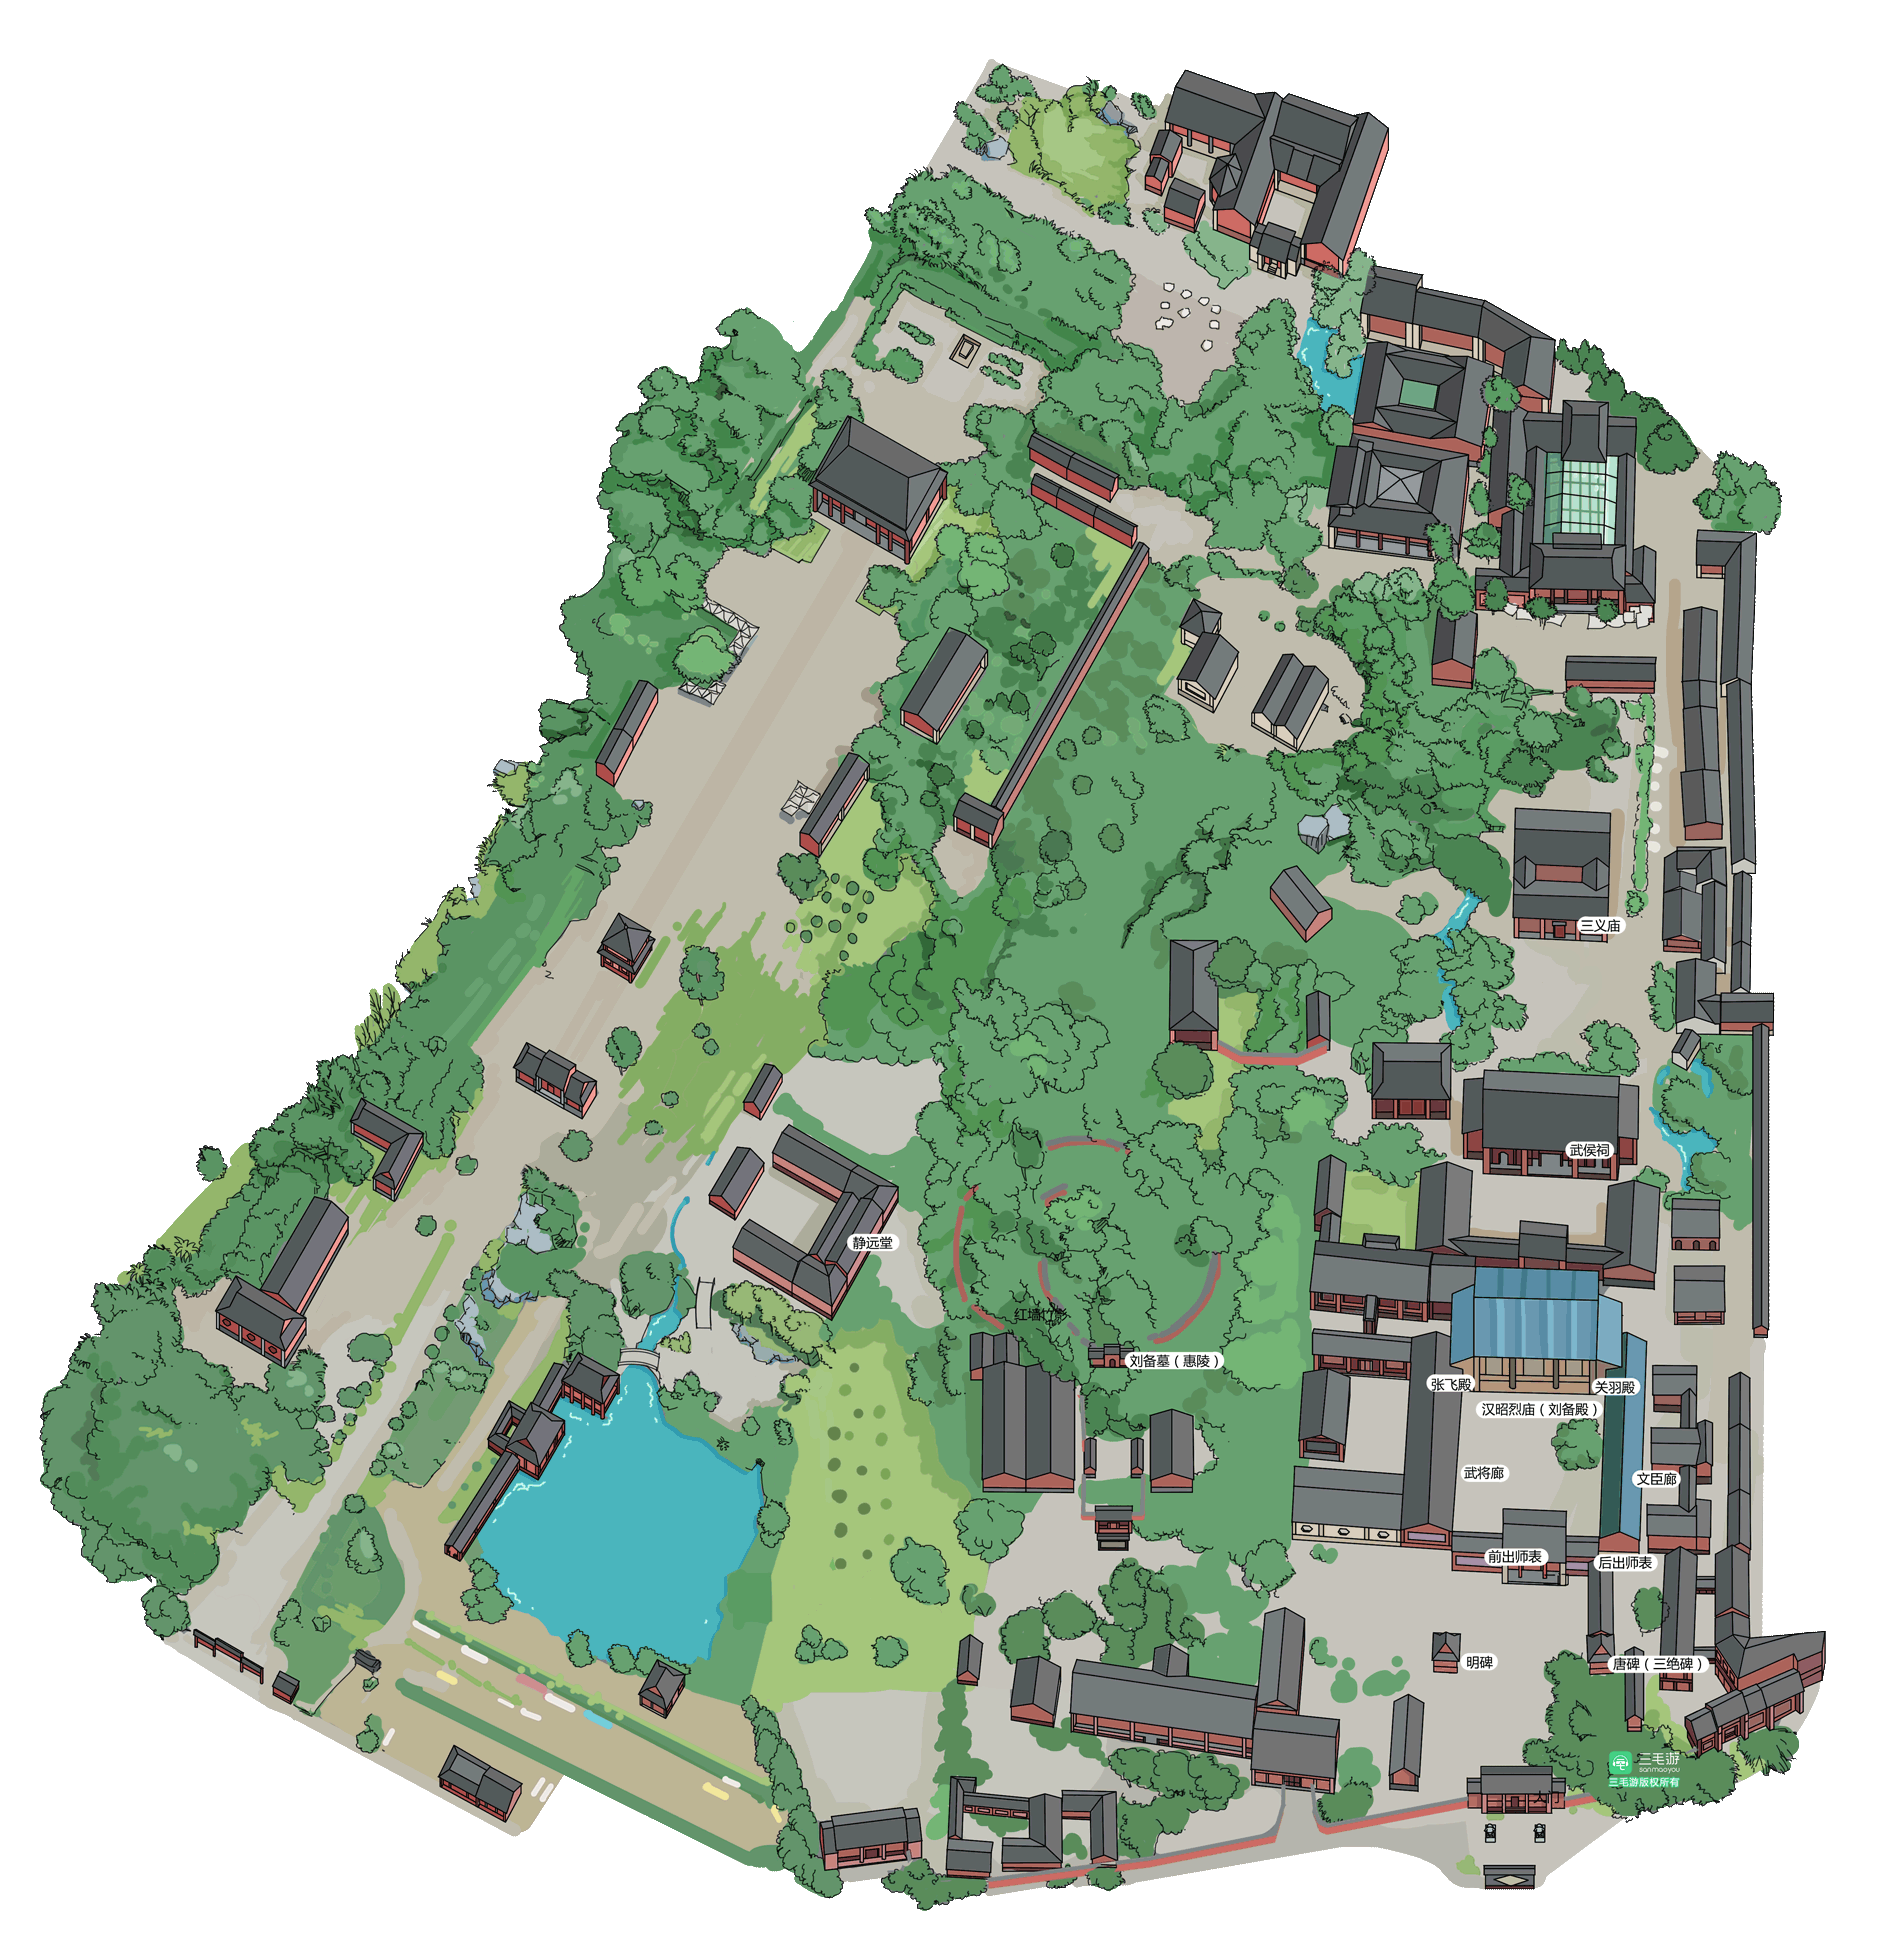 三义庙
武侯祠
静远堂
红墙竹影
刘备墓（惠陵）
张飞殿
关羽殿
汉昭烈庙（刘备殿）
武将廊
文臣廊
前出师表
后出师表
明碑
唐碑（三绝碑）
三毛游
sanmaoyou
三毛游版权所有
大门